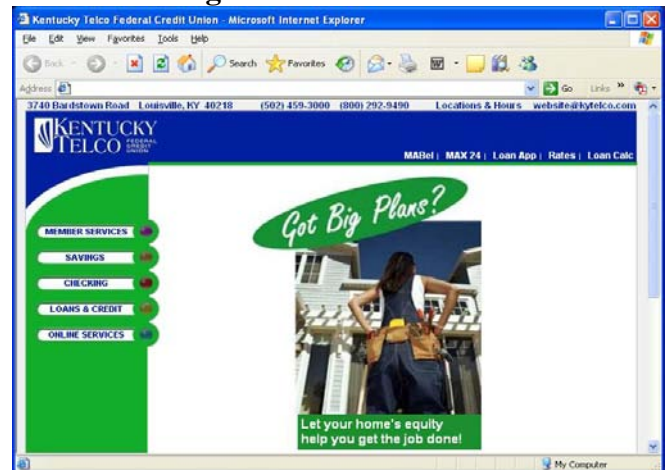 Kentucky Telco Federal Credit Union - Microsoft Internet Explorer
File Edit View Favorites Tools Help
Back Search Favorites
Address Go Links »
3740 Bardstown Road Louisville, KY 40218 (502) 459-3000 (800) 292-9490 Locations & Hours website@kytelco.com
KENTUCKY
TELCO FEDERAL CREDIT UNION
MABel | MAX 24 | Loan App | Rates | Loan Calc
Got Big Plans?
MEMBER SERVICES
SAVINGS
CHECKING
LOANS & CREDIT
ONLINE SERVICES
Let your home's equity
help you get the job done!
My Computer